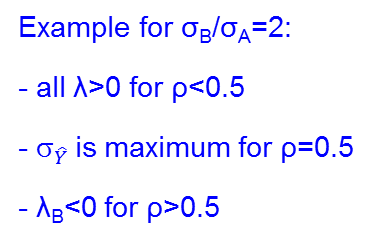 Example for σB/σA=2:
- all λ>0 for ρ<0.5
- σŶ is maximum for ρ=0.5
- λB<0 for ρ>0.5